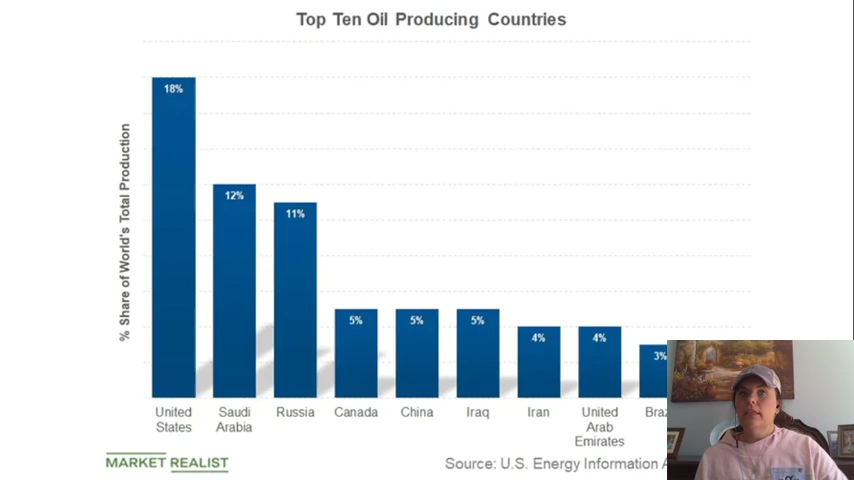 Top Ten Oil Producing Countries
% Share of World's Total Production
18%
12%
11%
5%
5%
5%
4%
4%
3%
United States
Saudi Arabia
Russia
Canada
China
Iraq
Iran
United Arab Emirates
MARKET REALIST
Source: U.S. Energy Information